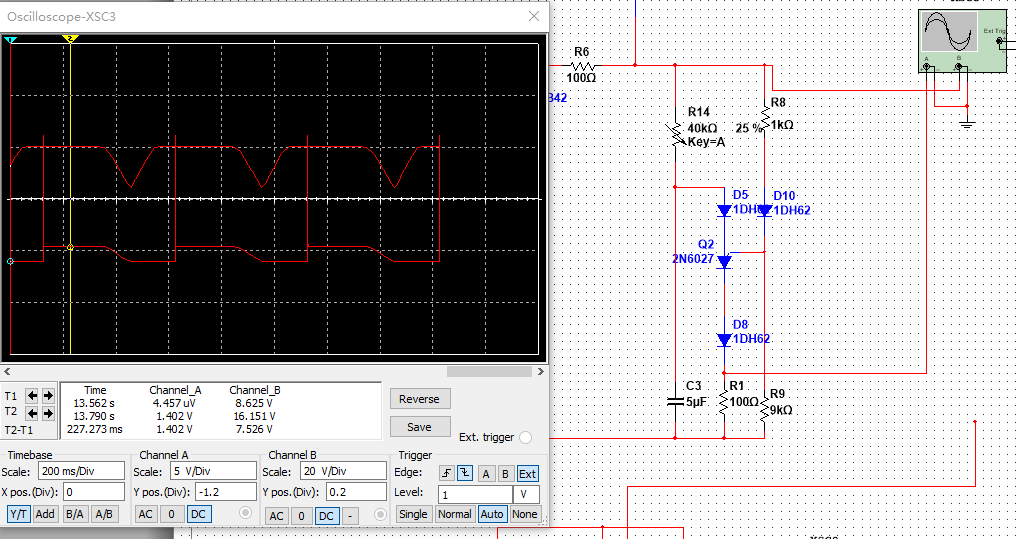 Oscilloscope-XSC3
1
2
T1
T2
T2-T1
Time Channel_A Channel_B
13.562 s 4.457 uV 8.625 V
13.790 s 1.402 V 16.151 V
227.273 ms 1.402 V 7.526 V
Reverse
Save
Ext. trigger
Timebase
Scale: 200 ms/Div
X pos.(Div): 0
Y/T Add B/A A/B
Channel A
Scale: 5 V/Div
Y pos.(Div): -1.2
AC 0 DC
Channel B
Scale: 20 V/Div
Y pos.(Div): 0.2
AC 0 DC -
Trigger
Edge: A B Ext
Level: 1 V
Single Normal Auto None
R6
100Ω
342
R14
40kΩ
Key=A
25 %
R8
1kΩ
D5
1DH62
D10
1DH62
Q2
2N6027
D8
1DH62
C3
5µF
R1
100Ω
R9
9kΩ
Ext Trig
A
B